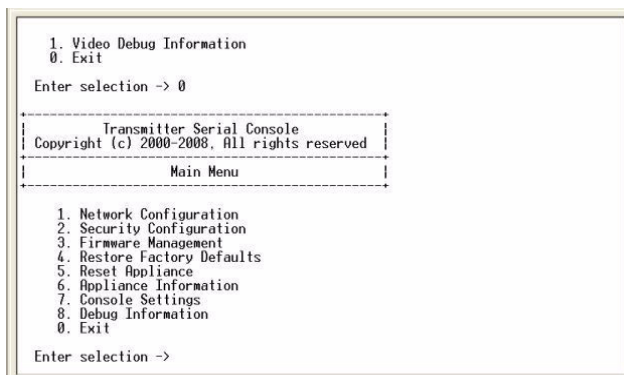 1. Video Debug Information
0. Exit
Enter selection -> 0
Transmitter Serial Console
Copyright (c) 2000-2008, All rights reserved
Main Menu
1. Network Configuration
2. Security Configuration
3. Firmware Management
4. Restore Factory Defaults
5. Reset Appliance
6. Appliance Information
7. Console Settings
8. Debug Information
0. Exit
Enter selection ->